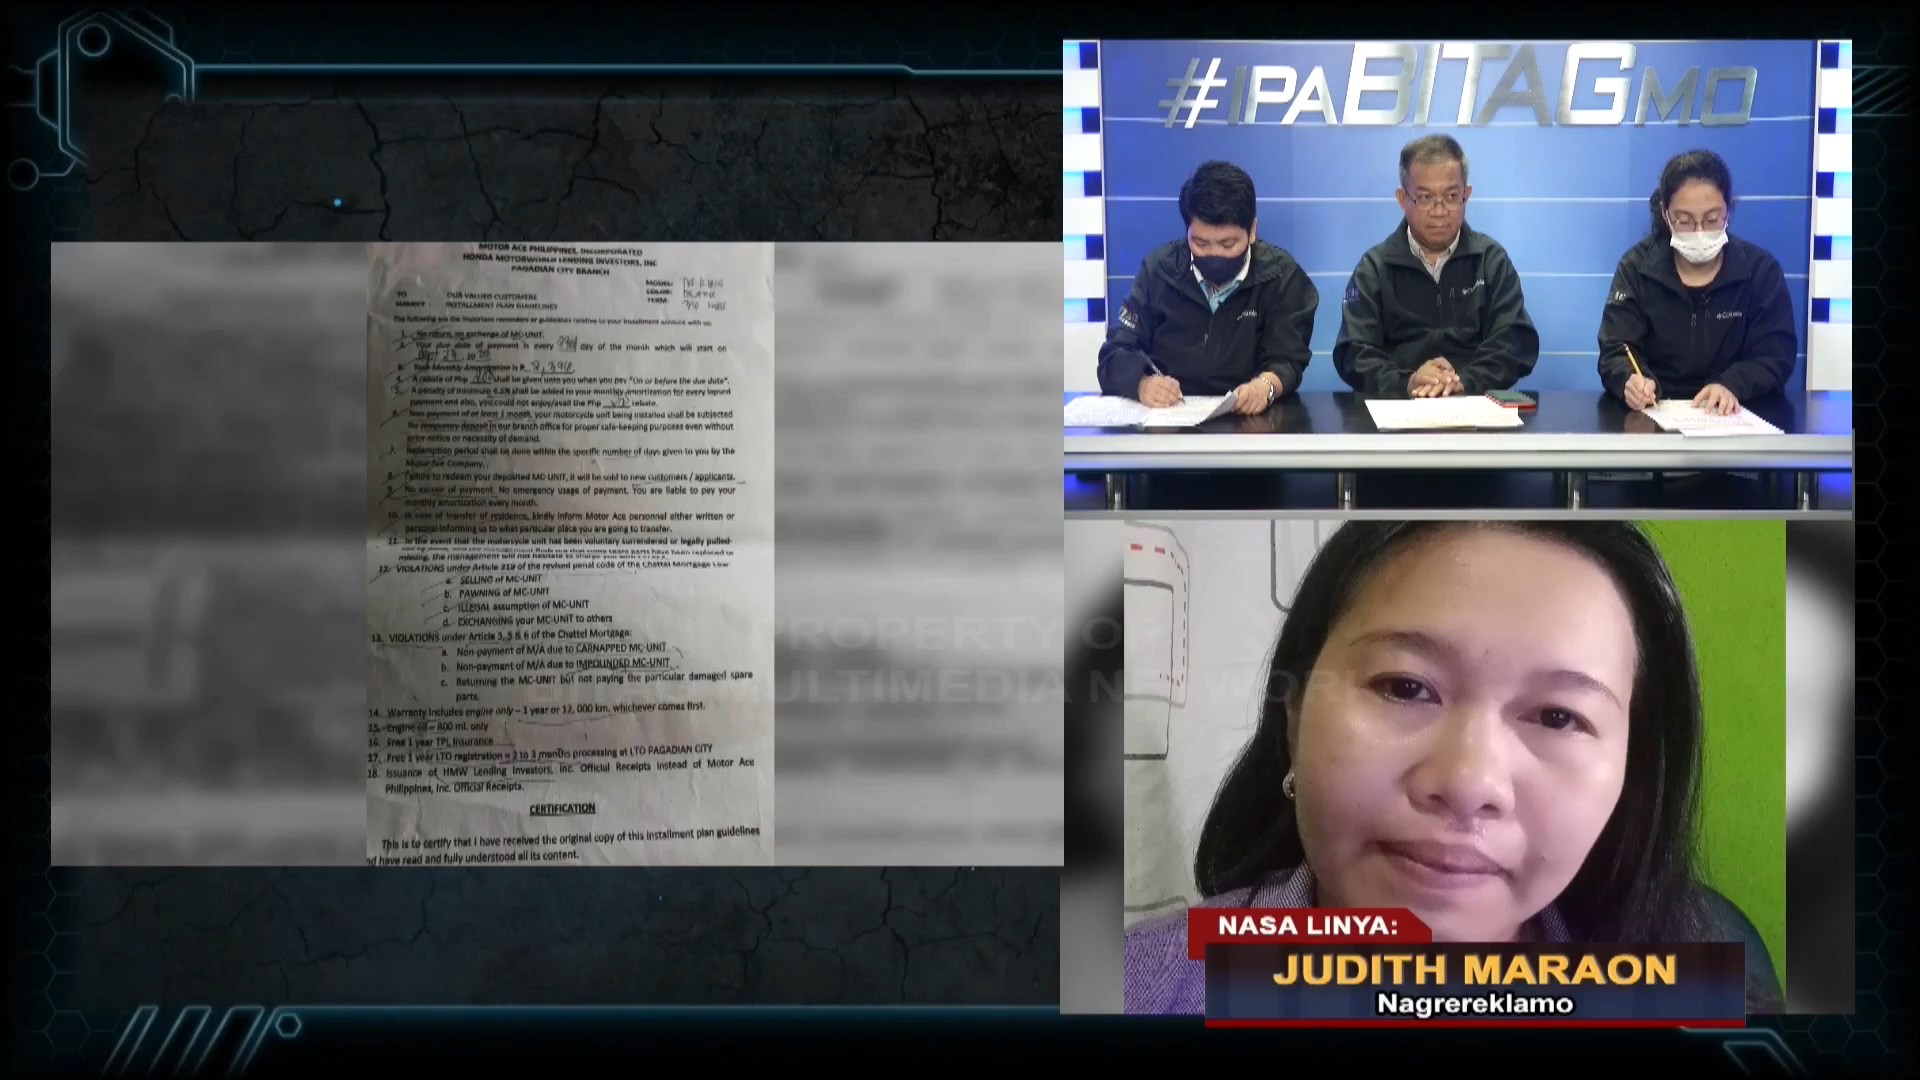 MOTOR ACE PHILIPPINES, INCORPORATED
HONDA MOTORWORLD LENDING INVESTORS, INC
PAGADIAN CITY BRANCH
MODEL:
COLOR:
TERM: 36
TO OUR VALUED CUSTOMERS
SUBJECT : INSTALLMENT PLAN GUIDELINES
The following are the important reminders or guidelines relative to your installment account with us.
1. No return, no exchange of MC-UNIT.
2. Your due date of payment is every 23rd day of the month which will start on
Sept 23, 20
3. Your Monthly Amortization is P
4. A rebate of Php shall be given unto you when you pay "On or before the due date".
5. A penalty of minimum 4.5% shall be added to your monthly amortization for every lapsed
payment and also, you could not enjoy/avail the Php rebate.
6. Non-payment of at least 1 month, your motorcycle unit being installed shall be subjected
for temporary deposit in our branch office for proper safe-keeping purposes even without
prior notice or necessity of demand.
7. Redemption period shall be done within the specific number of days given to you by the
Motor Ace Company.
8. Failure to redeem your deposited MC-UNIT, it will be sold to new customers / applicants.
9. No excuse of payment. No emergency usage of payment. You are liable to pay your
monthly amortization every month.
10. In case of transfer of residence, kindly inform Motor Ace personnel either written or
personal informing us to what particular place you are going to transfer.
11. In the event that the motorcycle unit has been voluntary surrendered or legally pulled-
missing, the management will not hesitate to charge you
12. VIOLATIONS under Article 319 of the revised penal code of the Chattel Mortgage Law:
a. SELLING of MC-UNIT
b. PAWNING of MC-UNIT
c. ILLEGAL assumption of MC-UNIT
d. EXCHANGING your MC-UNIT to others
13. VIOLATIONS under Article 3, 5 & 6 of the Chattel Mortgage:
a. Non-payment of M/A due to CARNAPPED MC-UNIT
b. Non-payment of M/A due to IMPOUNDED MC-UNIT
c. Returning the MC-UNIT but not paying the particular damaged spare
parts.
14. Warranty includes engine only – 1 year or 12, 000 km. whichever comes first.
15. Engine oil = 800 ml. only
16. Free 1 year TPL Insurance
17. Free 1 year LTO registration = 2 to 3 months processing at LTO PAGADIAN CITY
18. Issuance of HMW Lending Investors, Inc. Official Receipts instead of Motor Ace
Philippines, Inc. Official Receipts.
CERTIFICATION
This is to certify that I have received the original copy of this installment plan guidelines
nd have read and fully understood all its content.
#IPABITAGMO
PROPERTY OF
BITAG MULTIMEDIA NETWORK
NASA LINYA:
JUDITH MARAON
Nagrereklamo